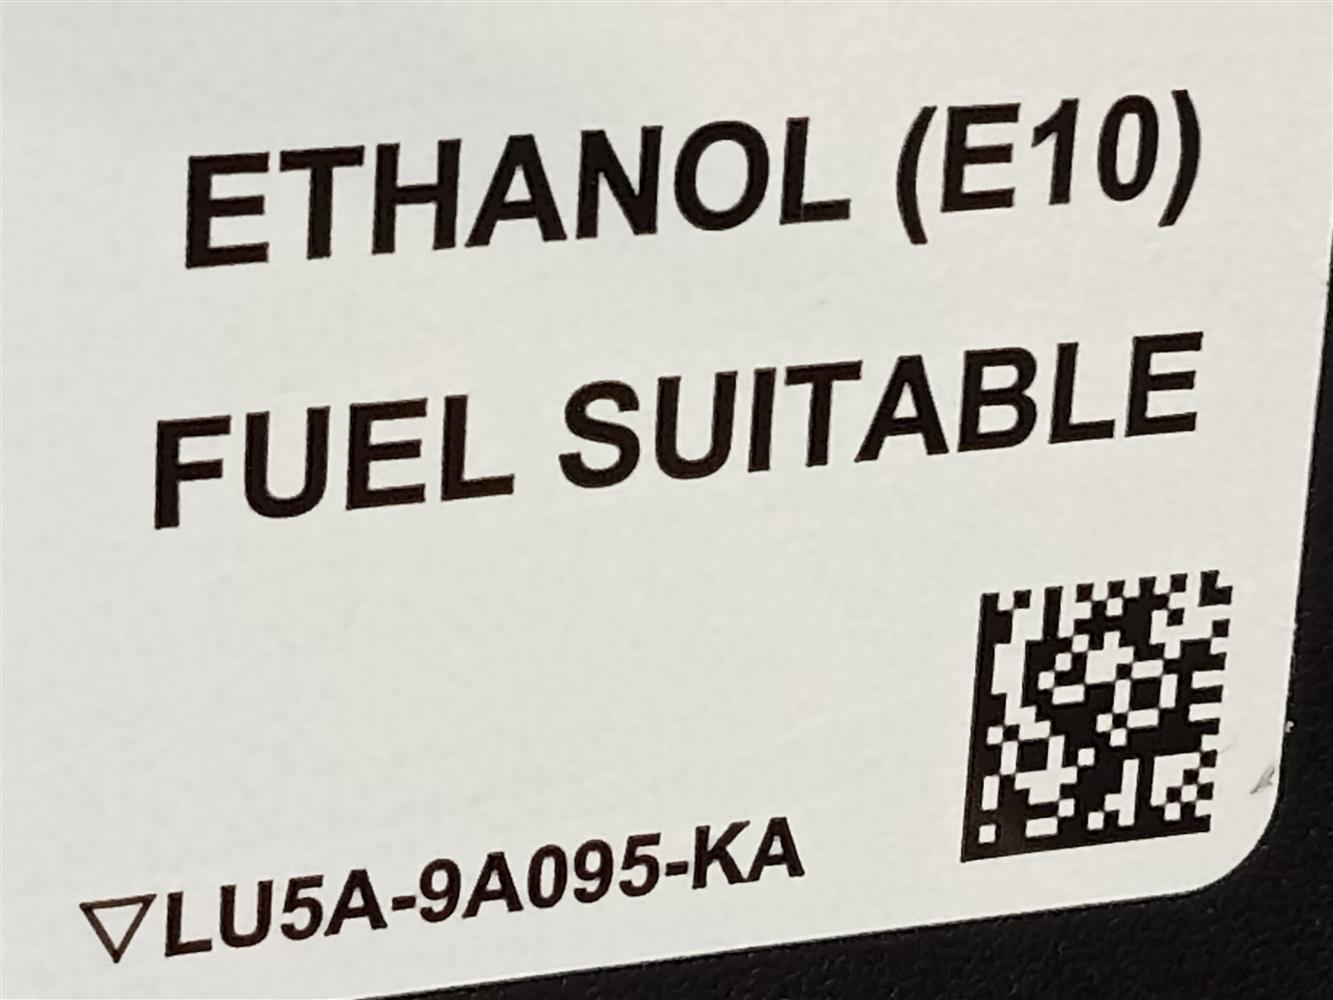 ETHANOL (E10)
FUEL SUITABLE
▽LU5A-9A095-KA